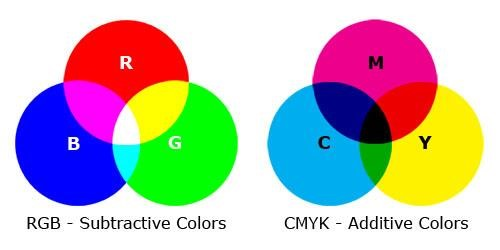 R
B
G
RGB - Subtractive Colors
M
C
Y
CMYK - Additive Colors